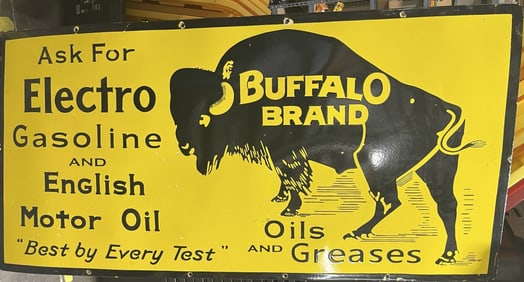 Ask For
Electro
Gasoline
AND
English
Motor Oil
"Best by Every Test"
BUFFALO
BRAND
Oils
AND Greases